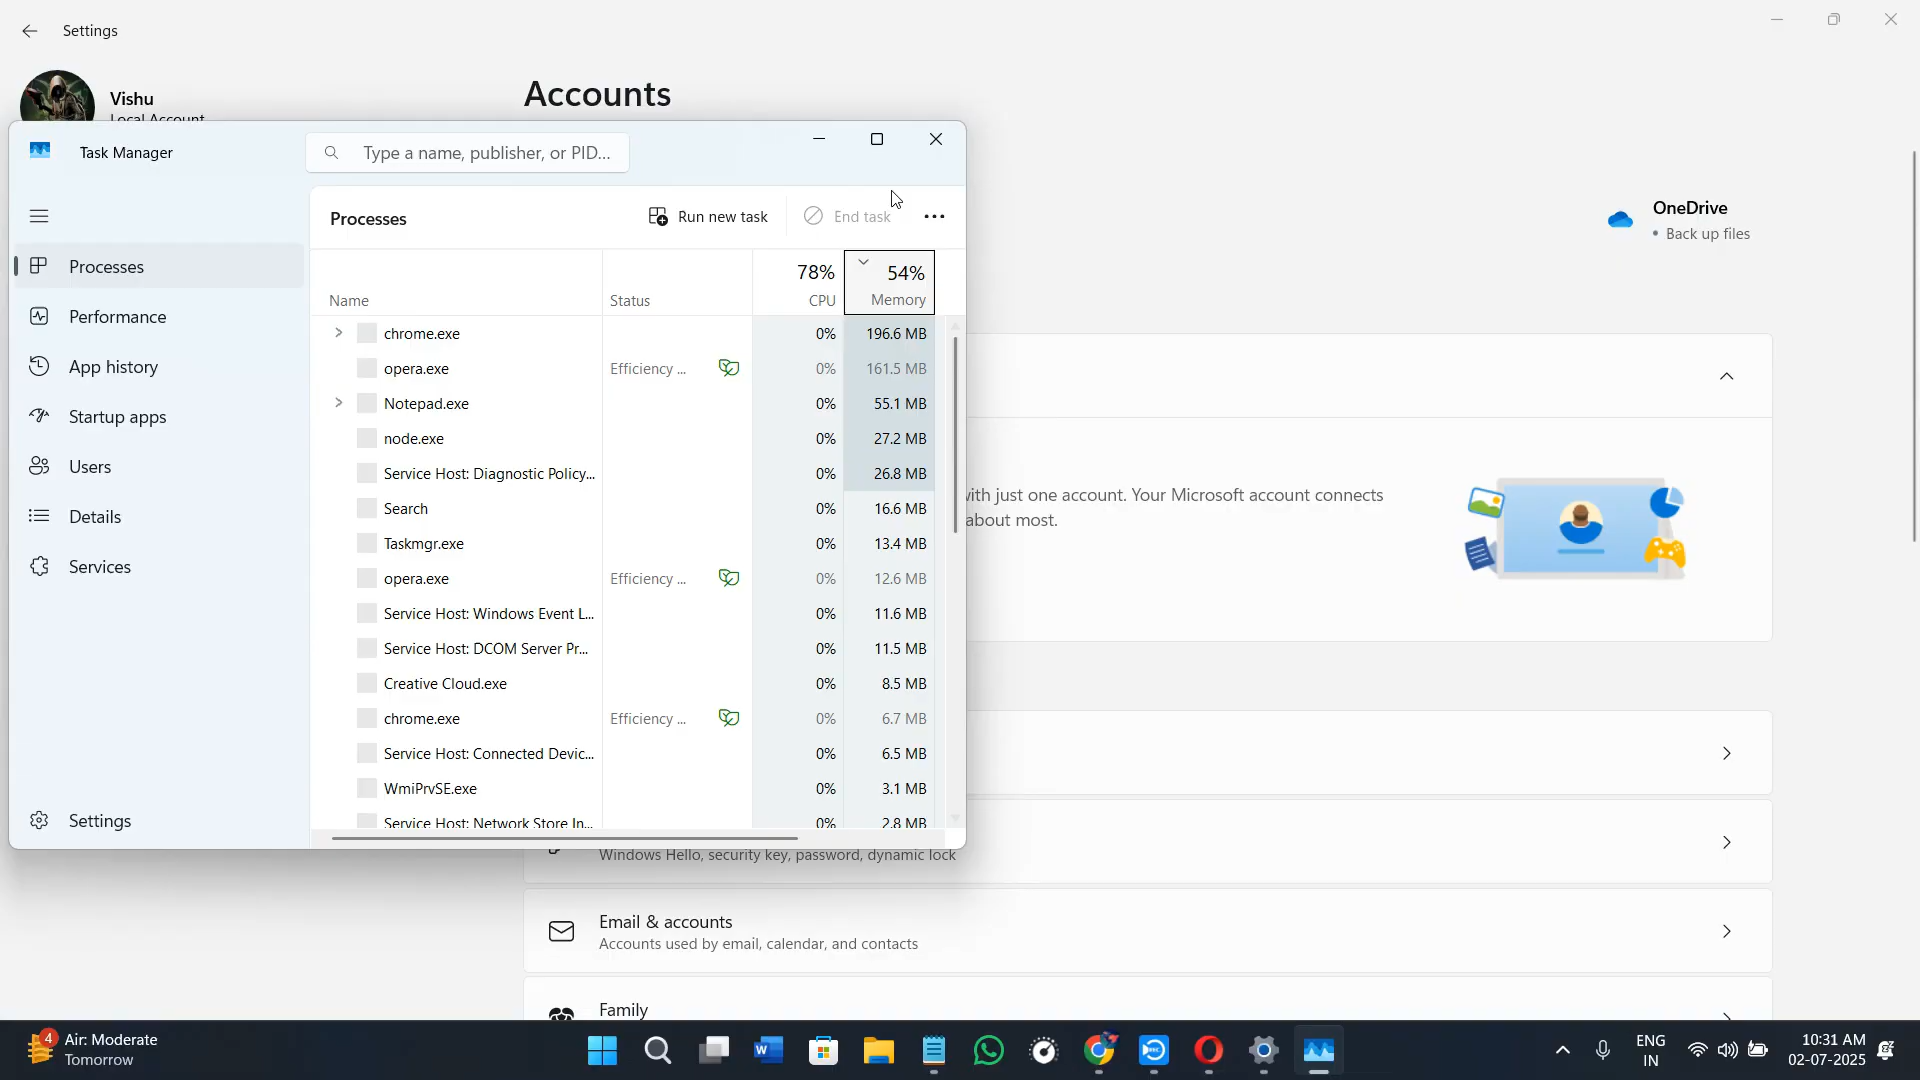 Settings
Vishu
Local Account
Accounts
OneDrive
• Back up files
Task Manager
Type a name, publisher, or PID...
Processes
Performance
App history
Startup apps
Users
Details
Services
Settings
Processes
Run new task
End task
78% 54%
Name Status CPU Memory
chrome.exe 0% 196.6 MB
opera.exe Efficiency ... 0% 161.5 MB
Notepad.exe 0% 55.1 MB
node.exe 0% 27.2 MB
Service Host: Diagnostic Policy... 0% 26.8 MB
Search 0% 16.6 MB
Taskmgr.exe 0% 13.4 MB
opera.exe Efficiency ... 0% 12.6 MB
Service Host: Windows Event L... 0% 11.6 MB
Service Host: DCOM Server Pr... 0% 11.5 MB
Creative Cloud.exe 0% 8.5 MB
chrome.exe Efficiency ... 0% 6.7 MB
Service Host: Connected Devic... 0% 6.5 MB
WmiPrvSE.exe 0% 3.1 MB
Service Host: Network Store In... 0% 2.8 MB
with just one account. Your Microsoft account connects
about most.
Windows Hello, security key, password, dynamic lock
Email & accounts
Accounts used by email, calendar, and contacts
Family
4
Air: Moderate
Tomorrow
ENG
IN
10:31 AM
02-07-2025